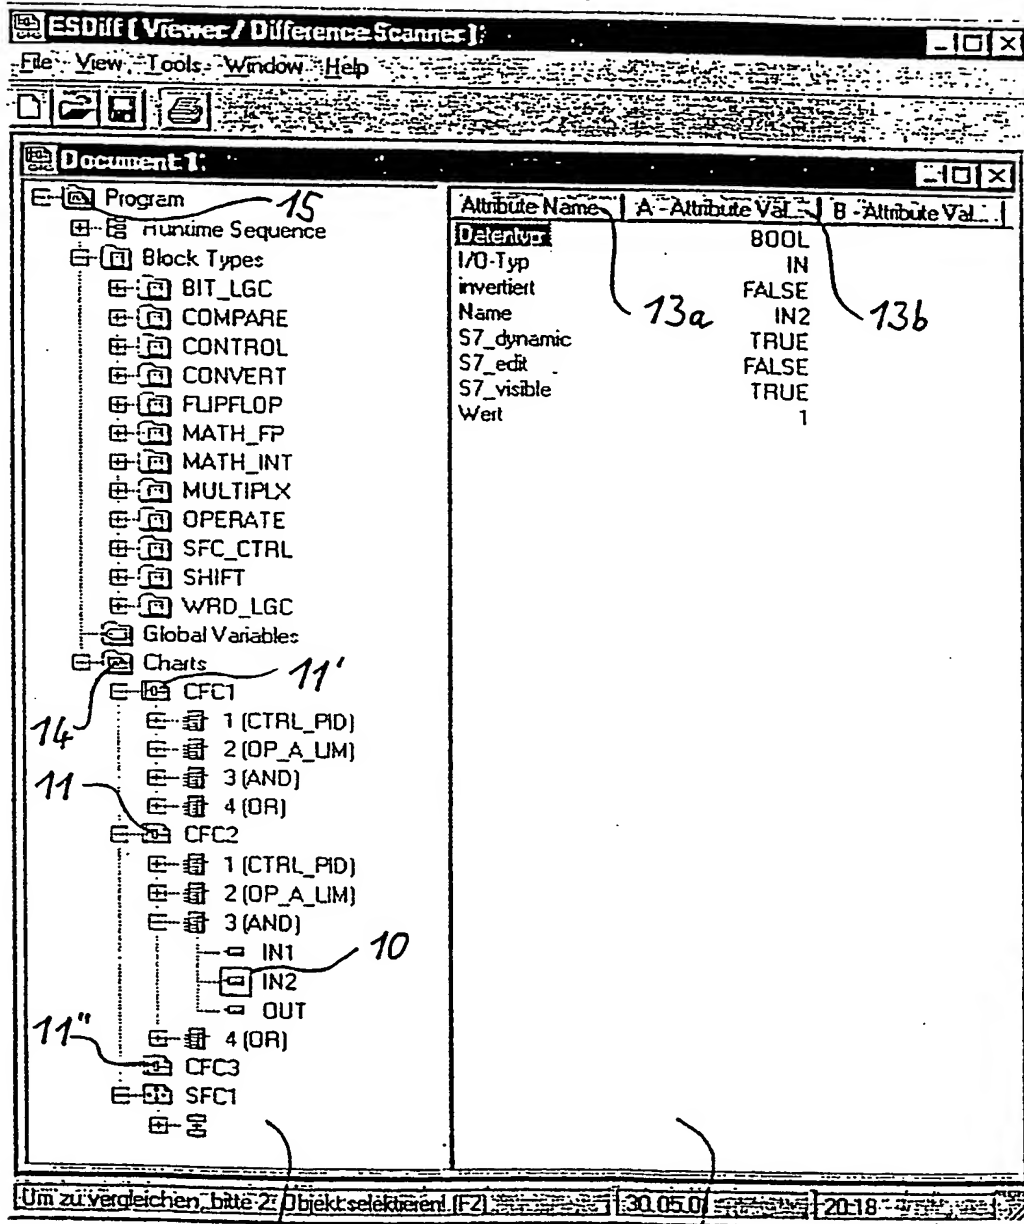 ESDiff [ Viewer / Difference Scanner ]:
File View Tools Window Help
Document 1:
Program
15
Runtime Sequence
Block Types
BIT_LGC
COMPARE
CONTROL
CONVERT
FLIPFLOP
MATH_FP
MATH_INT
MULTIPLX
OPERATE
SFC_CTRL
SHIFT
WRD_LGC
Global Variables
Charts
11'
14
CFC1
1 (CTRL_PID)
2 (OP_A_LIM)
3 (AND)
4 (OR)
11
CFC2
1 (CTRL_PID)
2 (OP_A_LIM)
3 (AND)
IN1
10
IN2
OUT
11"
4 (OR)
CFC3
SFC1
Attribute Name A - Attribute Val... B - Attribute Val...
Datentyp BOOL
I/O-Typ IN
invertiert FALSE
13a
13b
Name IN2
S7_dynamic TRUE
S7_edit FALSE
S7_visible TRUE
Wert 1
Um zu vergleichen, bitte 2. Objekt selektieren! (F2) 30.05.0 20:18